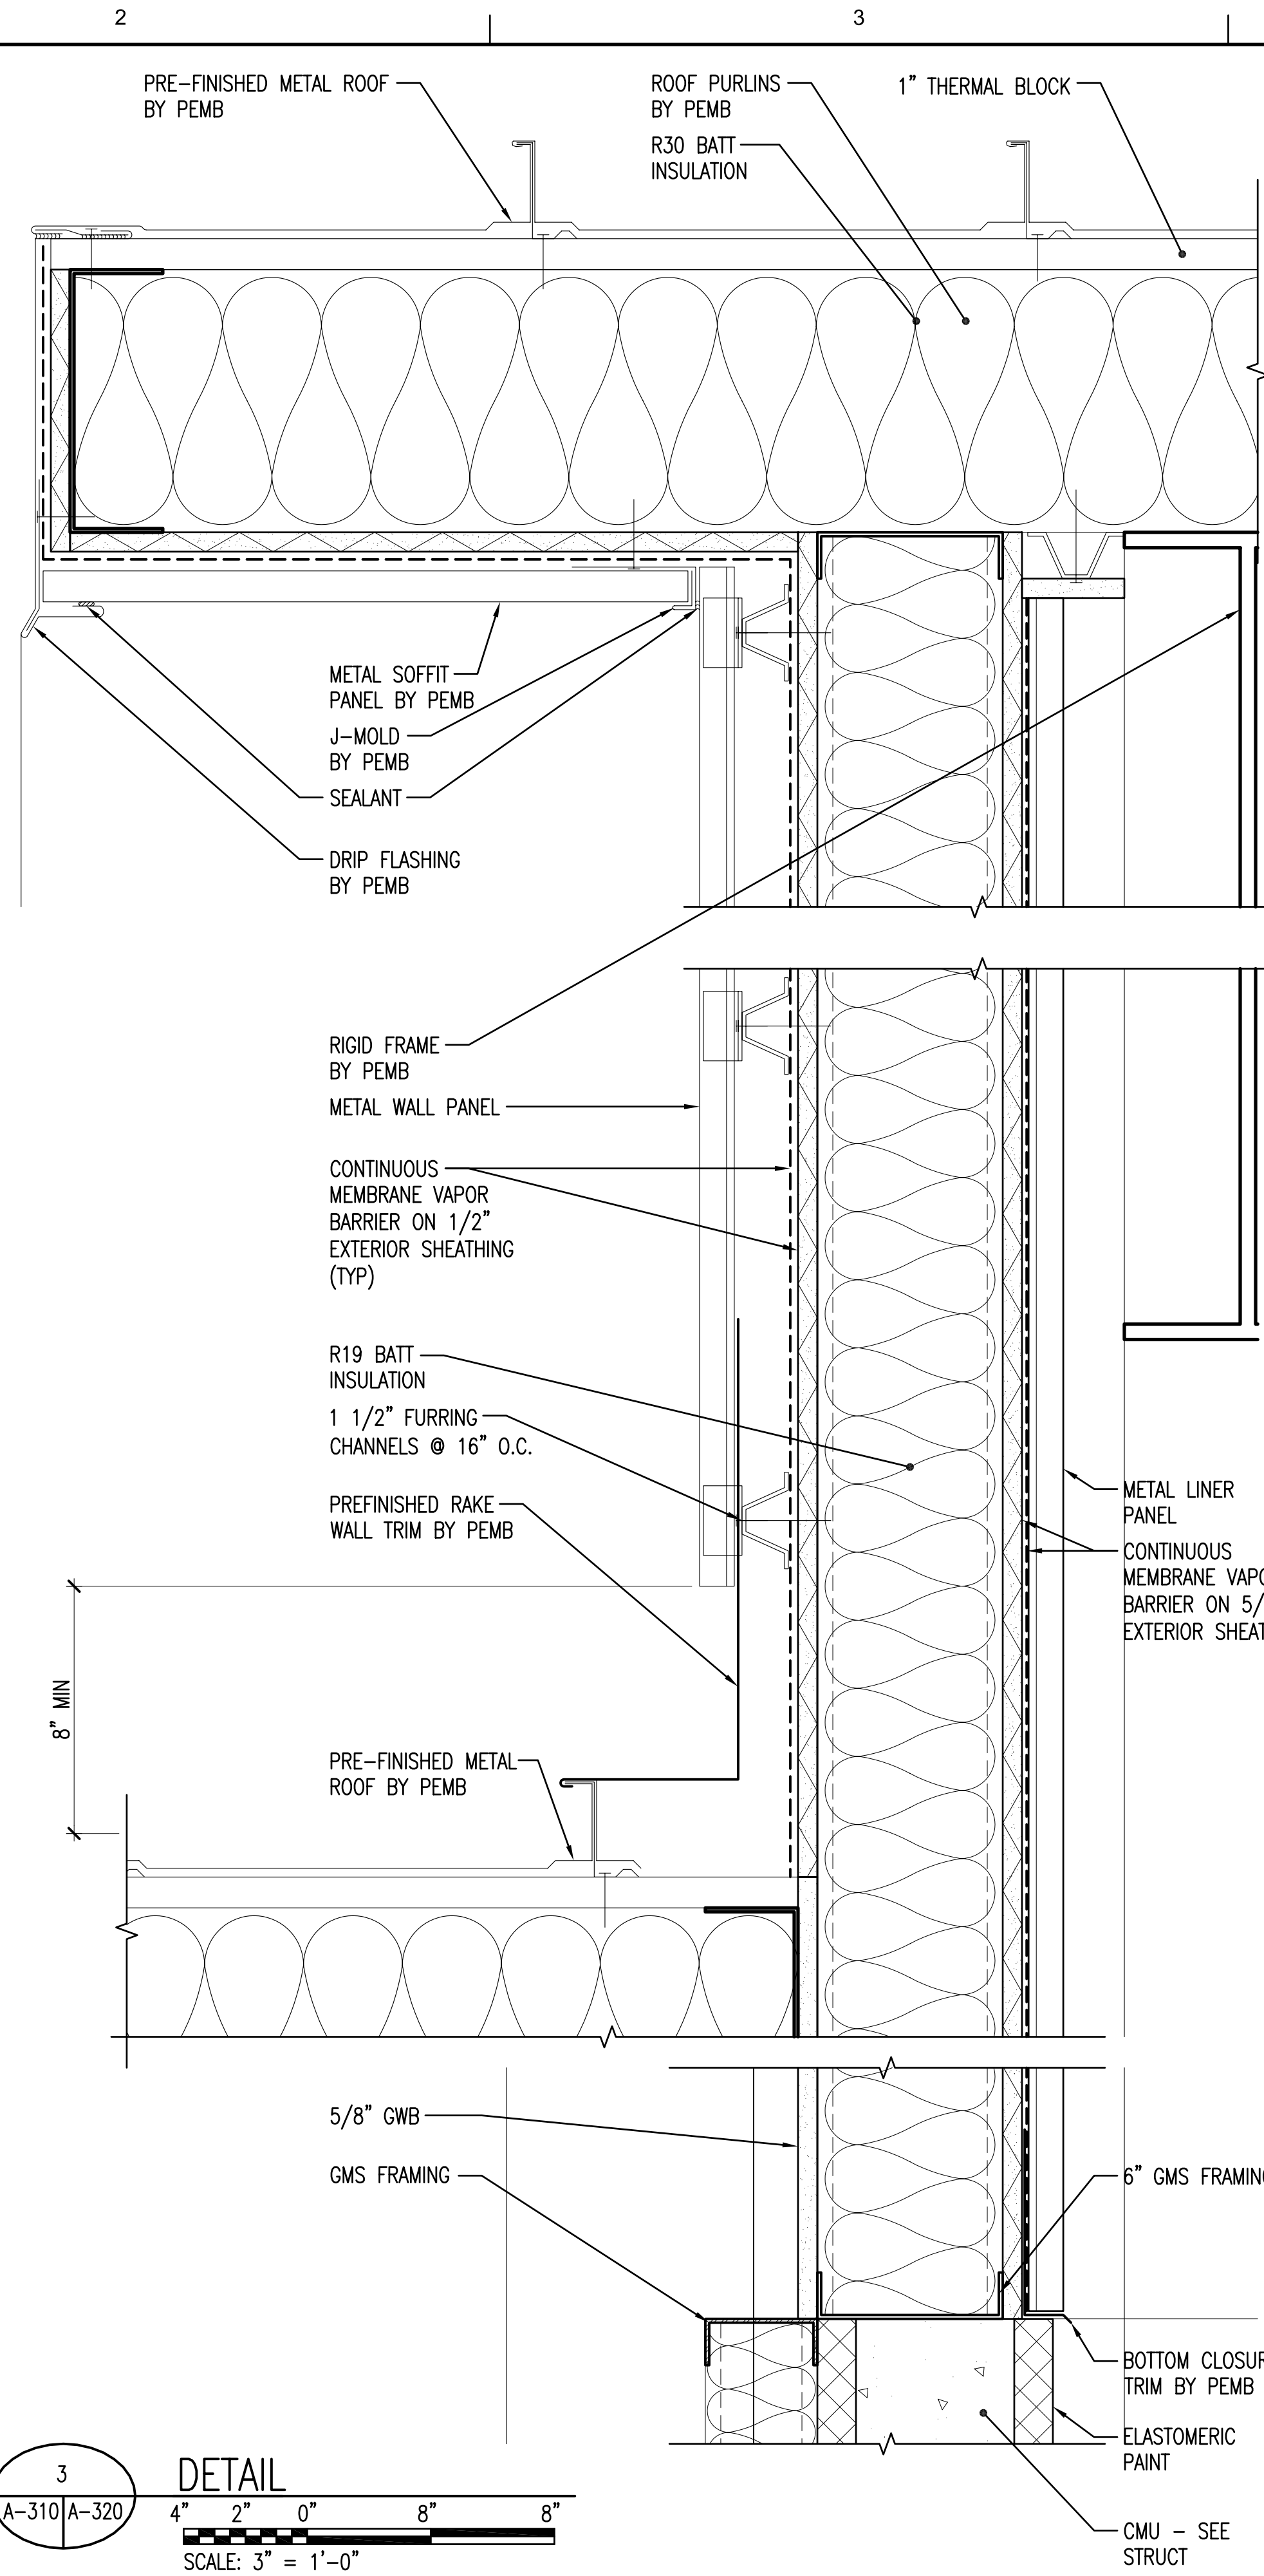 2
3
PRE-FINISHED METAL ROOF
BY PEMB
ROOF PURLINS
BY PEMB
R30 BATT
INSULATION
1" THERMAL BLOCK
METAL SOFFIT
PANEL BY PEMB
J-MOLD
BY PEMB
SEALANT
DRIP FLASHING
BY PEMB
RIGID FRAME
BY PEMB
METAL WALL PANEL
CONTINUOUS
MEMBRANE VAPOR
BARRIER ON 1/2"
EXTERIOR SHEATHING
(TYP)
R19 BATT
INSULATION
1 1/2" FURRING
CHANNELS @ 16" O.C.
PREFINISHED RAKE
WALL TRIM BY PEMB
METAL LINER
PANEL
CONTINUOUS
MEMBRANE
BARRIER ON
EXTERIOR
8" MIN
PRE-FINISHED METAL
ROOF BY PEMB
5/8" GWB
GMS FRAMING
6" GMS
BOTTOM
TRIM BY PEMB
ELASTOMERIC
PAINT
CMU - SEE
STRUCT
3
A-310 A-320
DETAIL
4" 2" 0" 8" 8"
SCALE: 3" = 1'-0"